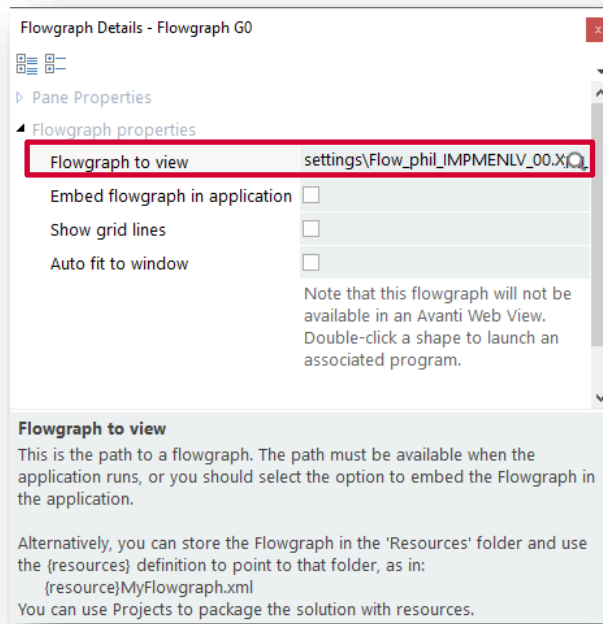 Flowgraph Details - Flowgraph G0
x
Pane Properties
Flowgraph properties
Flowgraph to view settings\Flow_phil_IMPMENLV_00.X
Embed flowgraph in application
Show grid lines
Auto fit to window
Note that this flowgraph will not be
available in an Avanti Web View.
Double-click a shape to launch an
associated program.
Flowgraph to view
This is the path to a flowgraph. The path must be available when the
application runs, or you should select the option to embed the Flowgraph in
the application.
Alternatively, you can store the Flowgraph in the 'Resources' folder and use
the {resources} definition to point to that folder, as in:
{resource}MyFlowgraph.xml
You can use Projects to package the solution with resources.